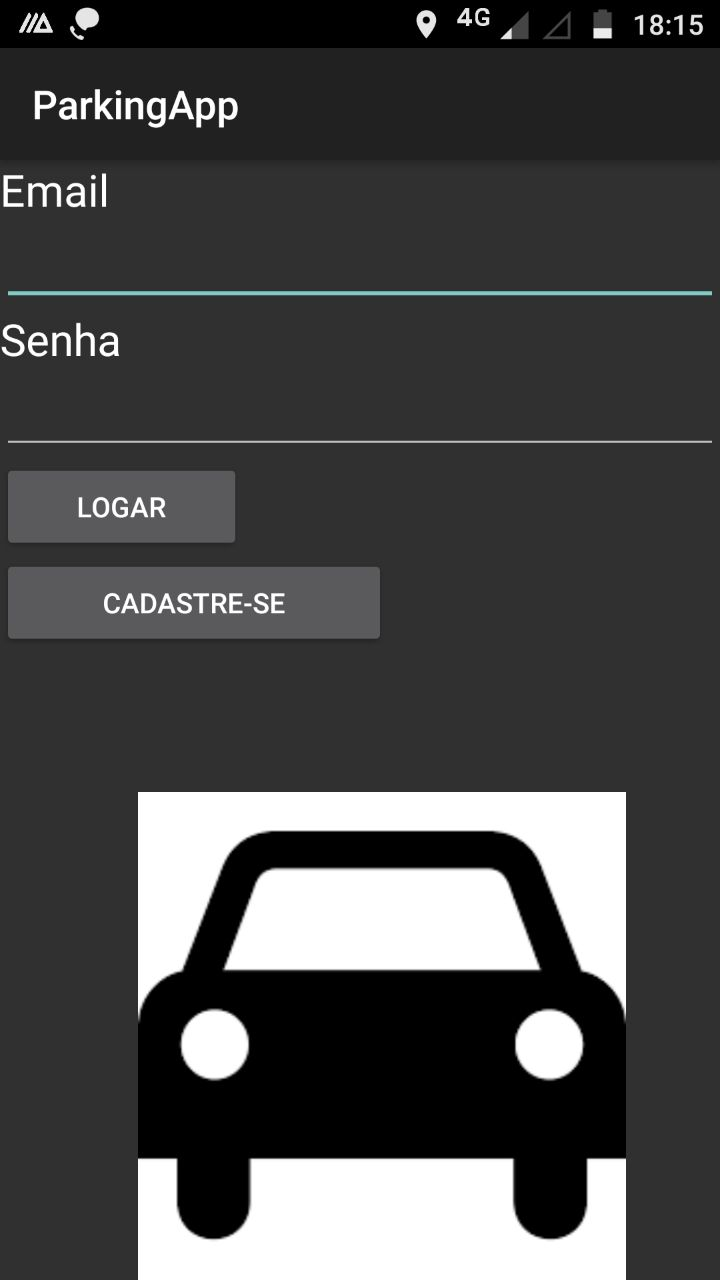 4G 18:15
ParkingApp
Email
Senha
LOGAR
CADASTRE-SE